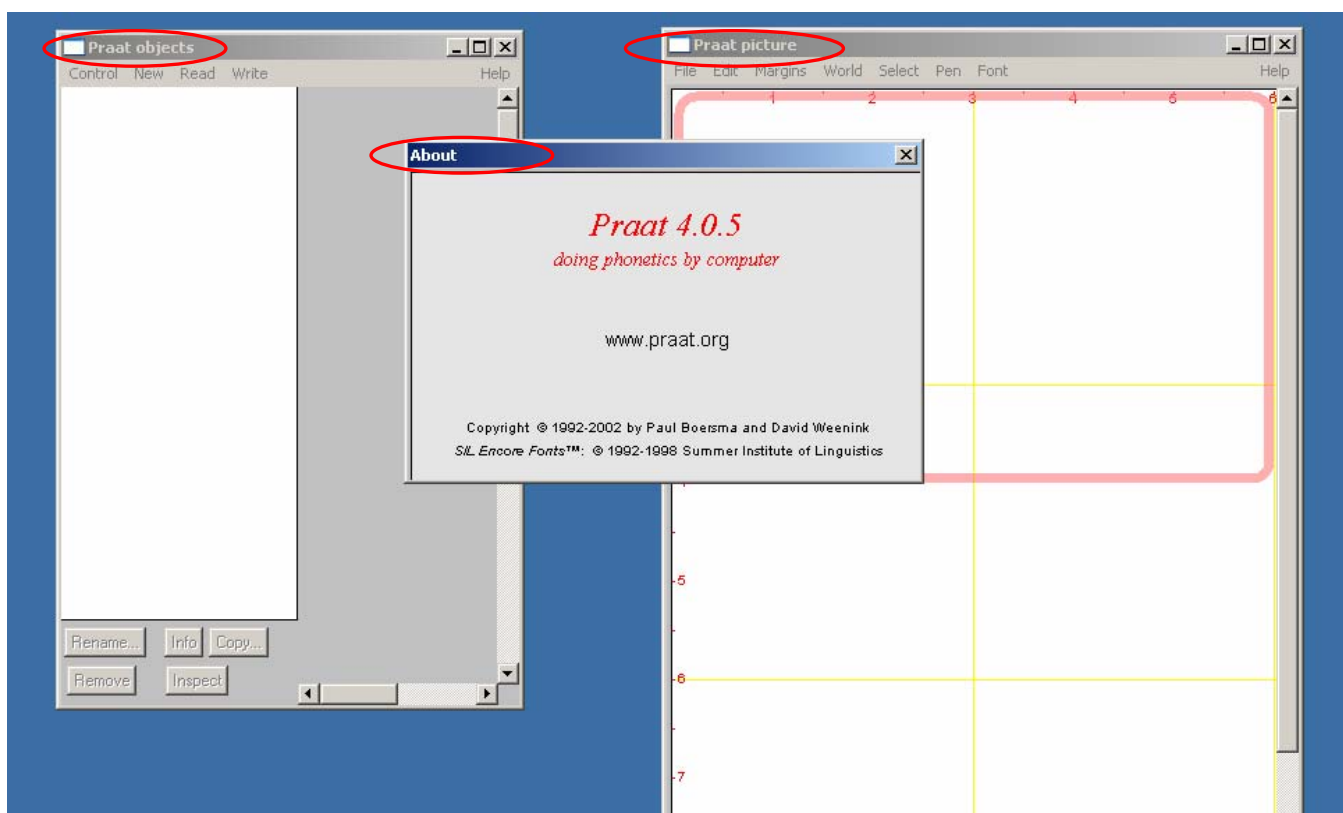 Praat objects
Control New Read Write Help
Rename... Info Copy...
Remove Inspect
Praat picture
File Edit Margins World Select Pen Font Help
1 2 3 4 5 6
-5
-6
-7
About
Praat 4.0.5
doing phonetics by computer
www.praat.org
Copyright © 1992-2002 by Paul Boersma and David Weenink
SIL Encore Fonts™: © 1992-1998 Summer Institute of Linguistics